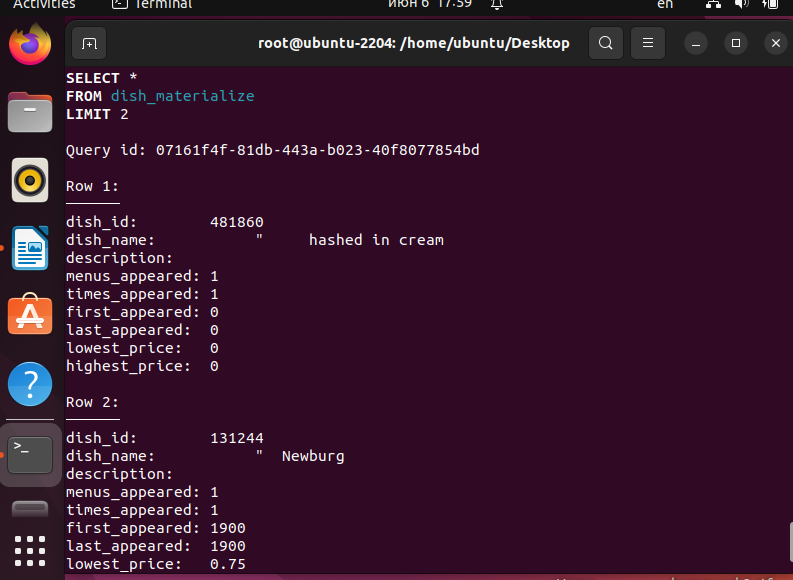 Activities
Terminal
июн 6 17:59
en
root@ubuntu-2204: /home/ubuntu/Desktop
SELECT *
FROM dish_materialize
LIMIT 2
Query id: 07161f4f-81db-443a-b023-40f8077854bd
Row 1:
dish_id: 481860
dish_name: " hashed in cream
description:
menus_appeared: 1
times_appeared: 1
first_appeared: 0
last_appeared: 0
lowest_price: 0
highest_price: 0
Row 2:
dish_id: 131244
dish_name: " Newburg
description:
menus_appeared: 1
times_appeared: 1
first_appeared: 1900
last_appeared: 1900
lowest_price: 0.75